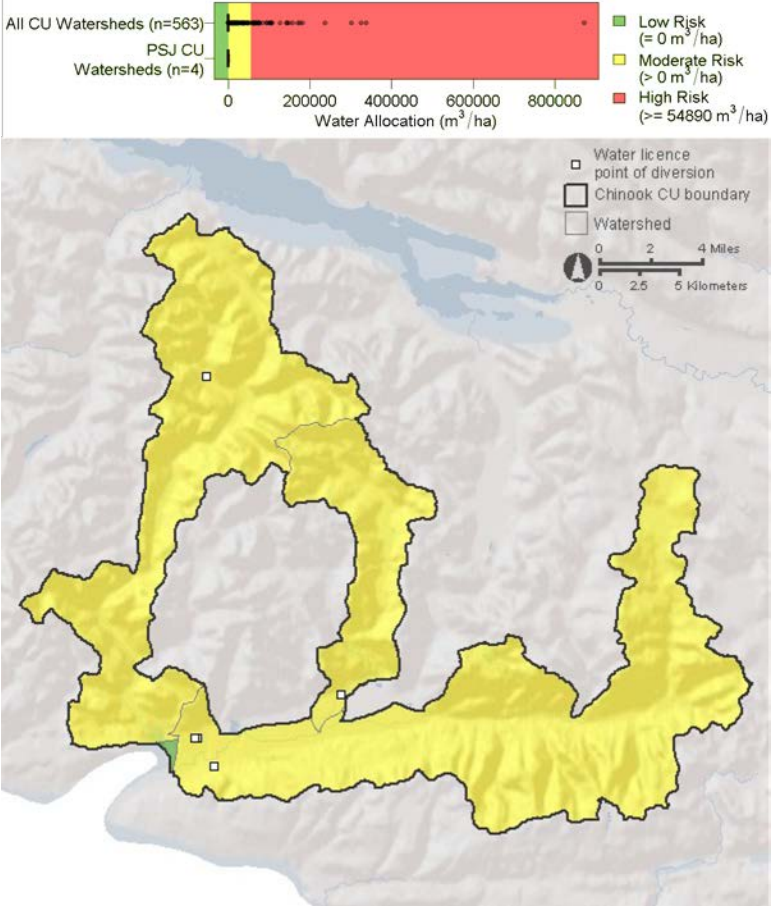 All CU Watersheds (n=563)
PSJ CU
Watersheds (n=4)
0 200000 400000 600000 800000
Water Allocation (m³/ha)
Low Risk
(= 0 m³/ha)
Moderate Risk
(> 0 m³/ha)
High Risk
(>= 54890 m³/ha)
Water licence
point of diversion
Chinook CU boundary
Watershed
0 2 4 Miles
0 2.5 5 Kilometers